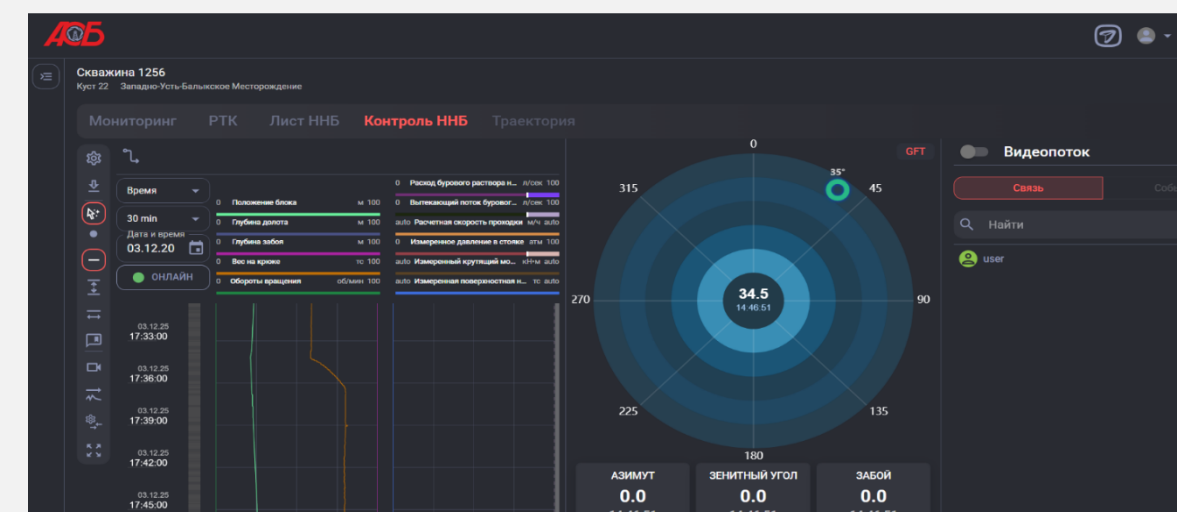 АСБ
Скважина 1256
Куст 22 Западно-Усть-Балыкское Месторождение
Мониторинг РТК Лист ННБ Контроль ННБ Траектория
Время
30 min
Дата и время
03.12.20
ОНЛАЙН
0 Положение блока м 100
0 Глубина долота м 100
0 Глубина забоя м 100
0 Вес на крюке тс 100
0 Обороты вращения об/мин 100
0 Расход бурового раствора н... л/сек 100
0 Вытекающий поток буровог... л/сек 100
auto Расчетная скорость проходки м/ч auto
0 Измеренное давление в стояке атм 100
auto Измеренный крутящий мо... кН·м auto
auto Измеренная поверхностная н... тс auto
03.12.25
17:33:00
03.12.25
17:36:00
03.12.25
17:39:00
03.12.25
17:42:00
03.12.25
17:45:00
GFT
0
35°
45
90
135
180
225
270
315
34.5
14:46:51
АЗИМУТ
0.0
ЗЕНИТНЫЙ УГОЛ
0.0
ЗАБОЙ
0.0
Видеопоток
Связь
Найти
user